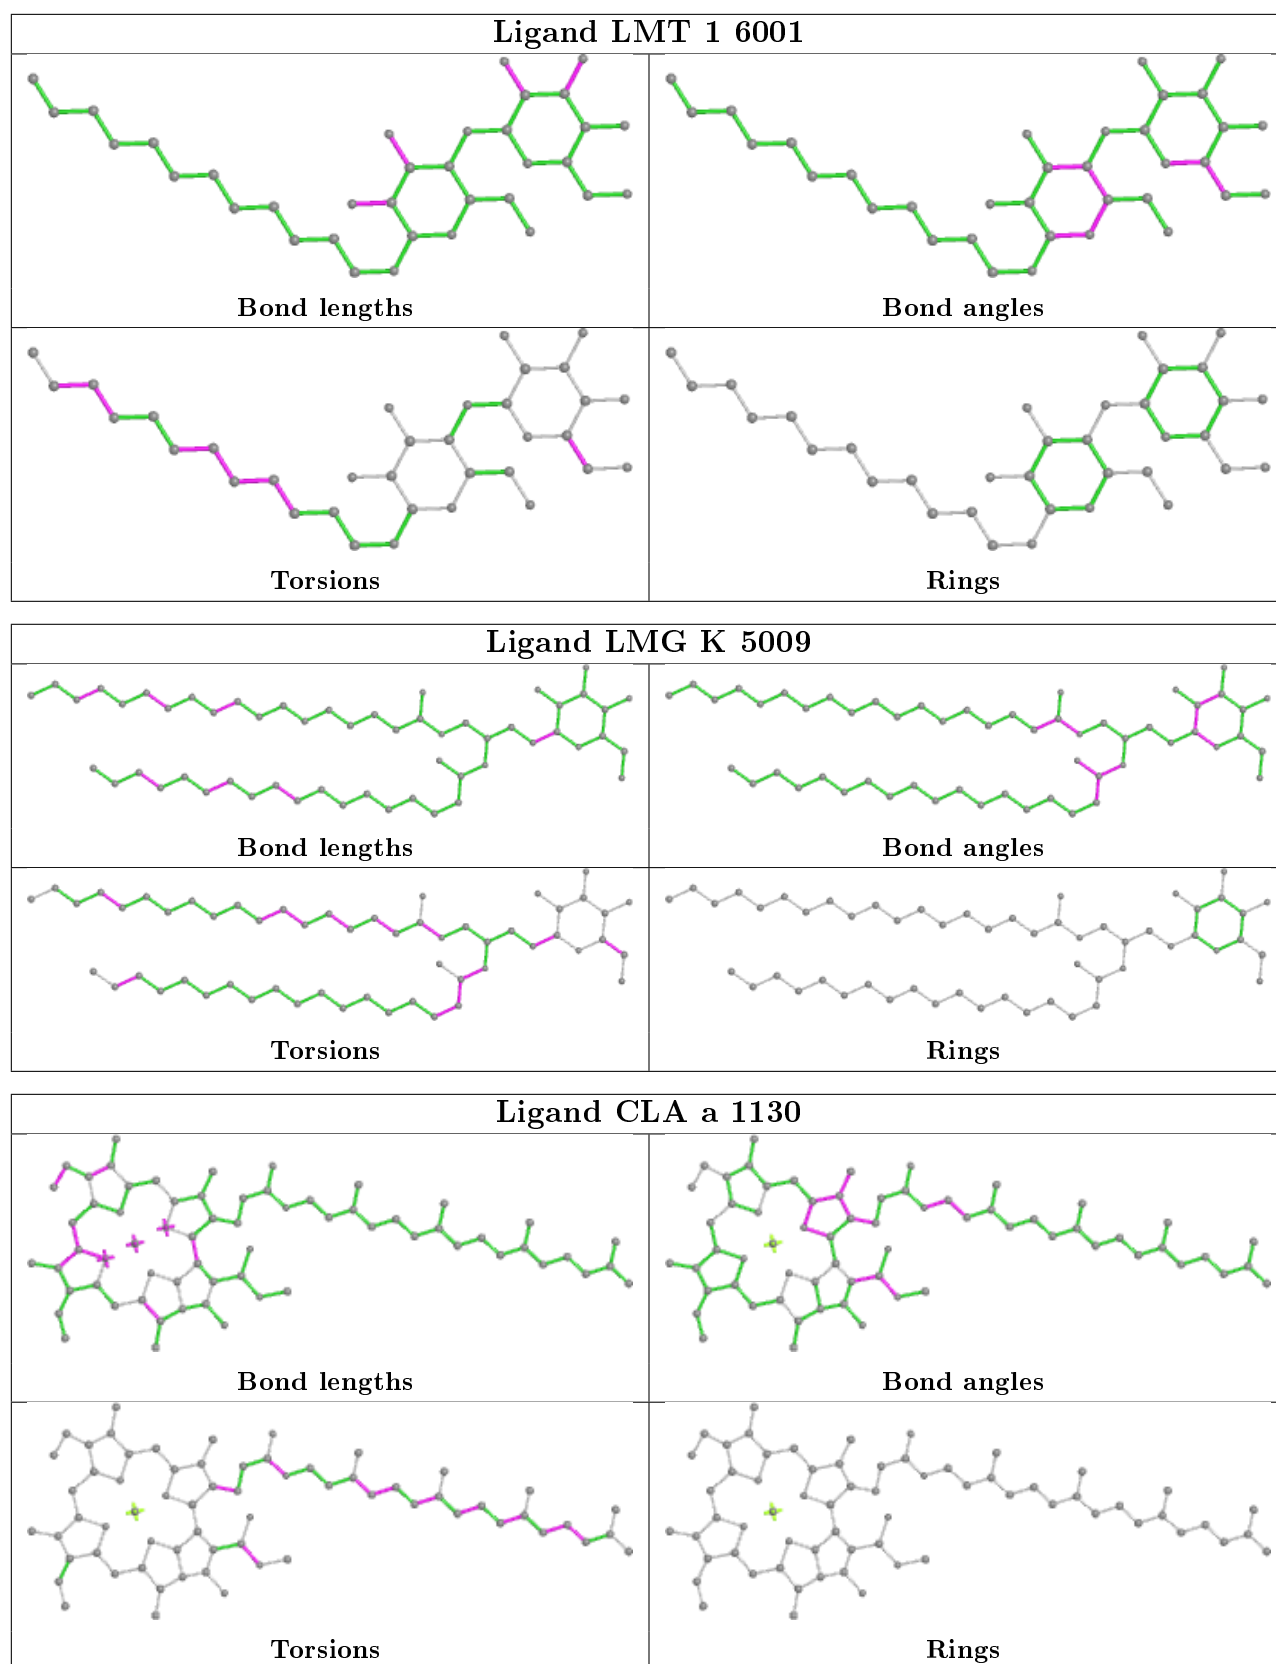 Ligand LMT 1 6001
Bond lengths
Bond angles
Torsions
Rings
Ligand LMG K 5009
Bond lengths
Bond angles
Torsions
Rings
Ligand CLA a 1130
Bond lengths
Bond angles
Torsions
Rings